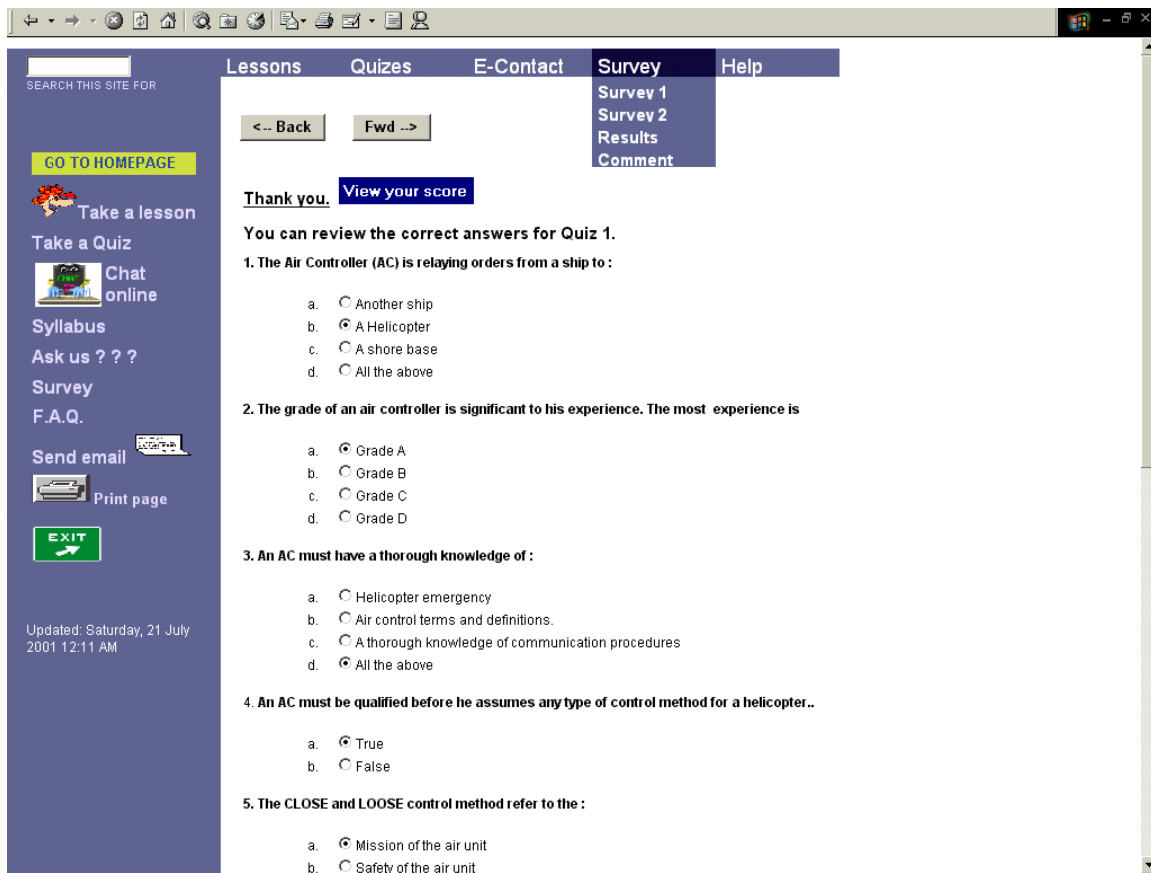 Lessons Quizes E-Contact Survey Help
Survey 1
Survey 2
Results
Comment
SEARCH THIS SITE FOR
GO TO HOMEPAGE
Take a lesson
Take a Quiz
Chat
online
Syllabus
Ask us ? ? ?
Survey
F.A.Q.
Send email
Print page
EXIT
Updated: Saturday, 21 July
2001 12:11 AM
<-- Back Fwd -->
Thank you. View your score
You can review the correct answers for Quiz 1.
1. The Air Controller (AC) is relaying orders from a ship to :
a. Another ship
b. A Helicopter
c. A shore base
d. All the above
2. The grade of an air controller is significant to his experience. The most experience is
a. Grade A
b. Grade B
c. Grade C
d. Grade D
3. An AC must have a thorough knowledge of :
a. Helicopter emergency
b. Air control terms and definitions.
c. A thorough knowledge of communication procedures
d. All the above
4. An AC must be qualified before he assumes any type of control method for a helicopter..
a. True
b. False
5. The CLOSE and LOOSE control method refer to the :
a. Mission of the air unit
b. Safety of the air unit